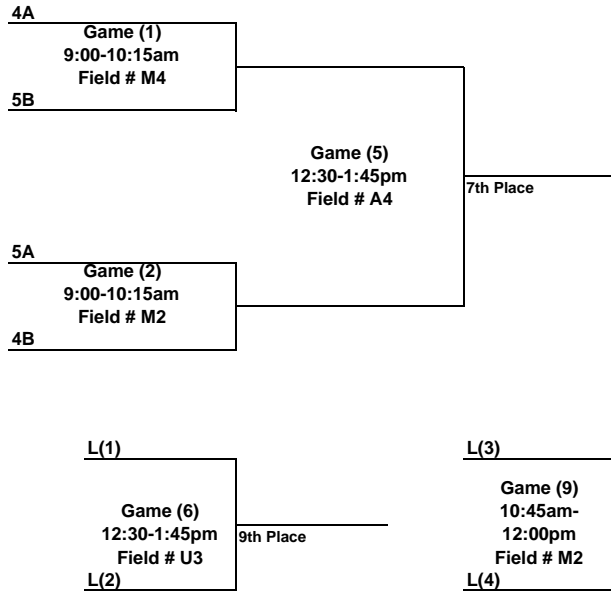 4A
Game (1)
9:00-10:15am
Field # M4
5B
Game (5)
12:30-1:45pm
Field # A4
7th Place
5A
Game (2)
9:00-10:15am
Field # M2
4B
L(1)
Game (6)
12:30-1:45pm
Field # U3
9th Place
L(2)
L(3)
Game (9)
10:45am-
12:00pm
Field # M2
L(4)